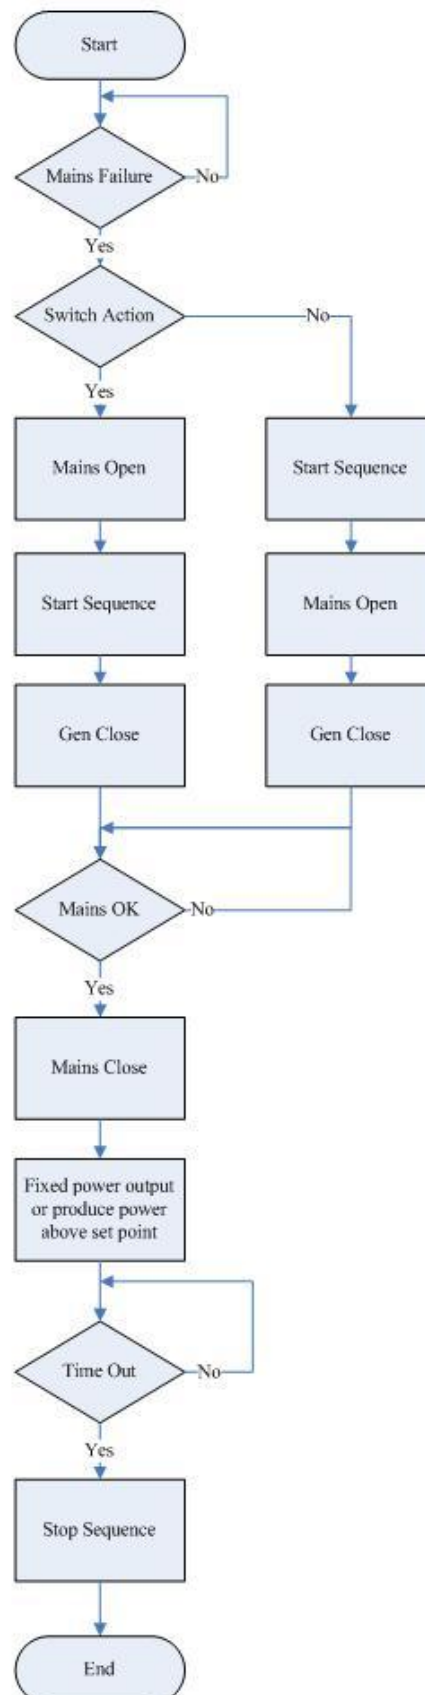 Start
Mains Failure
No
Yes
Switch Action
No
Yes
Mains Open
Start Sequence
Start Sequence
Mains Open
Gen Close
Gen Close
Mains OK
No
Yes
Mains Close
Fixed power output
or produce power
above set point
Time Out
No
Yes
Stop Sequence
End